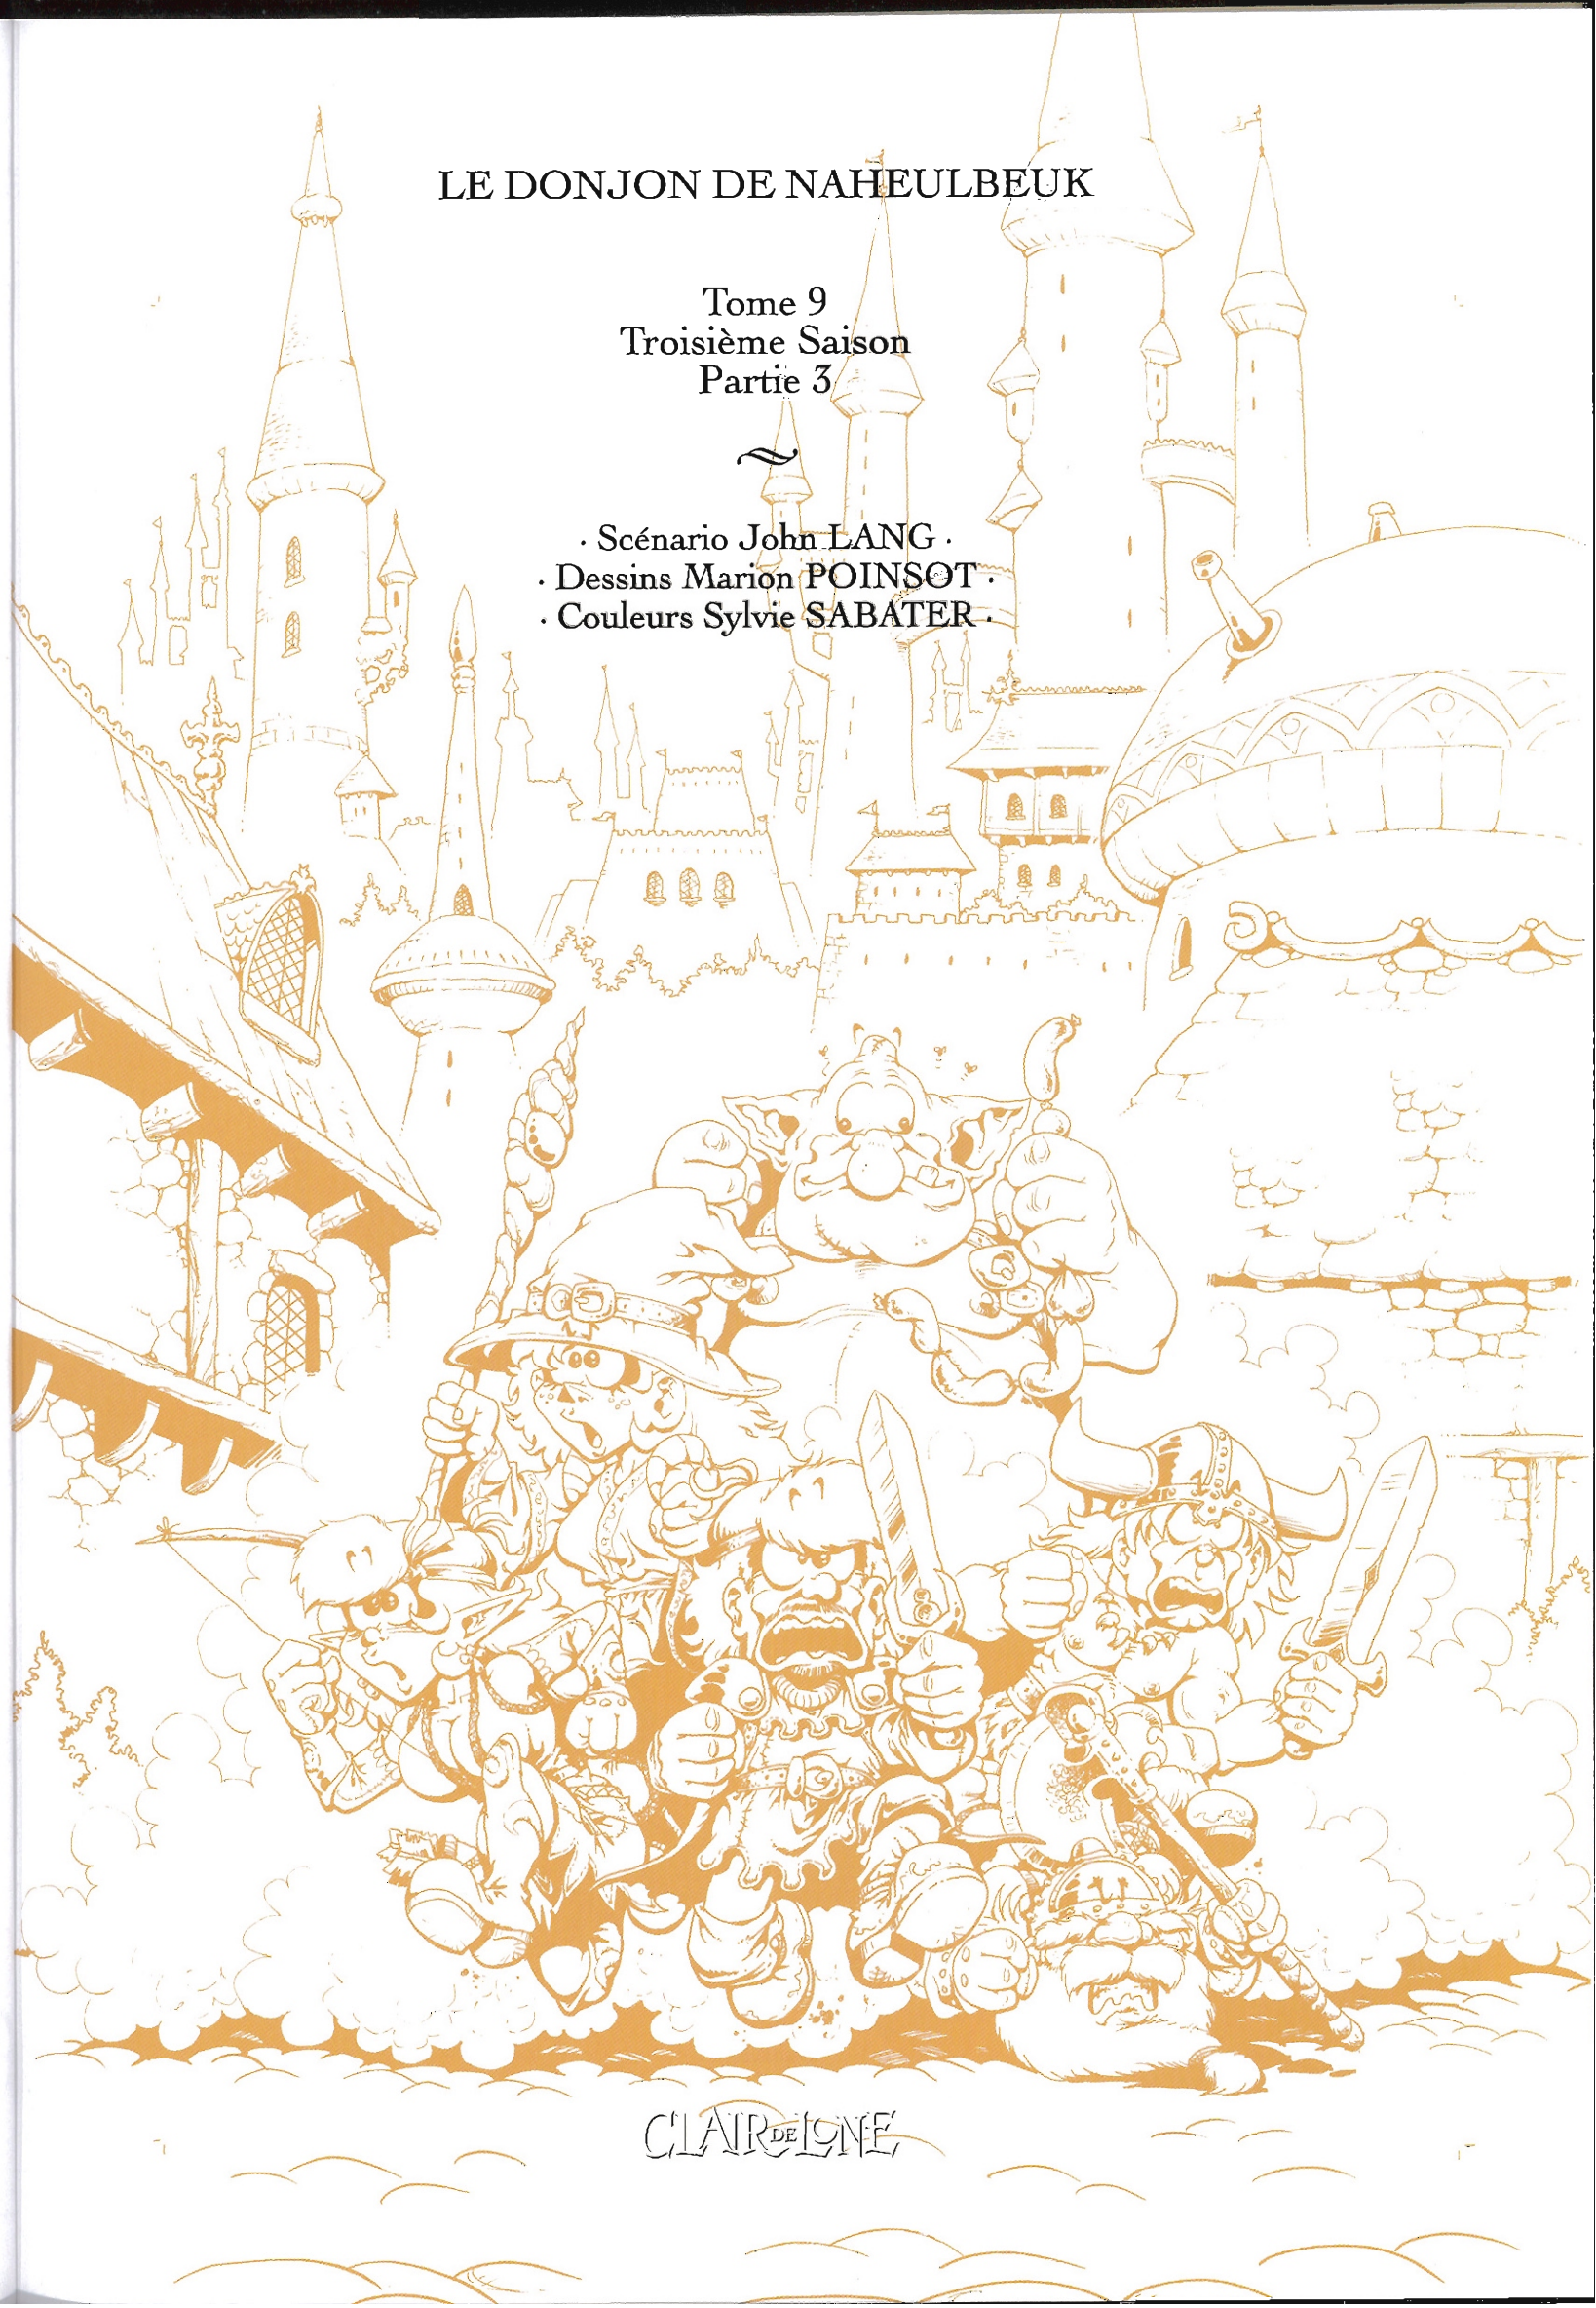 LE DONJON DE NAHEULBEUK
Tome 9
Troisième Saison
Partie 3
· Scénario John LANG ·
· Dessins Marion POINSOT ·
· Couleurs Sylvie SABATER ·
CLAIR DE LUNE